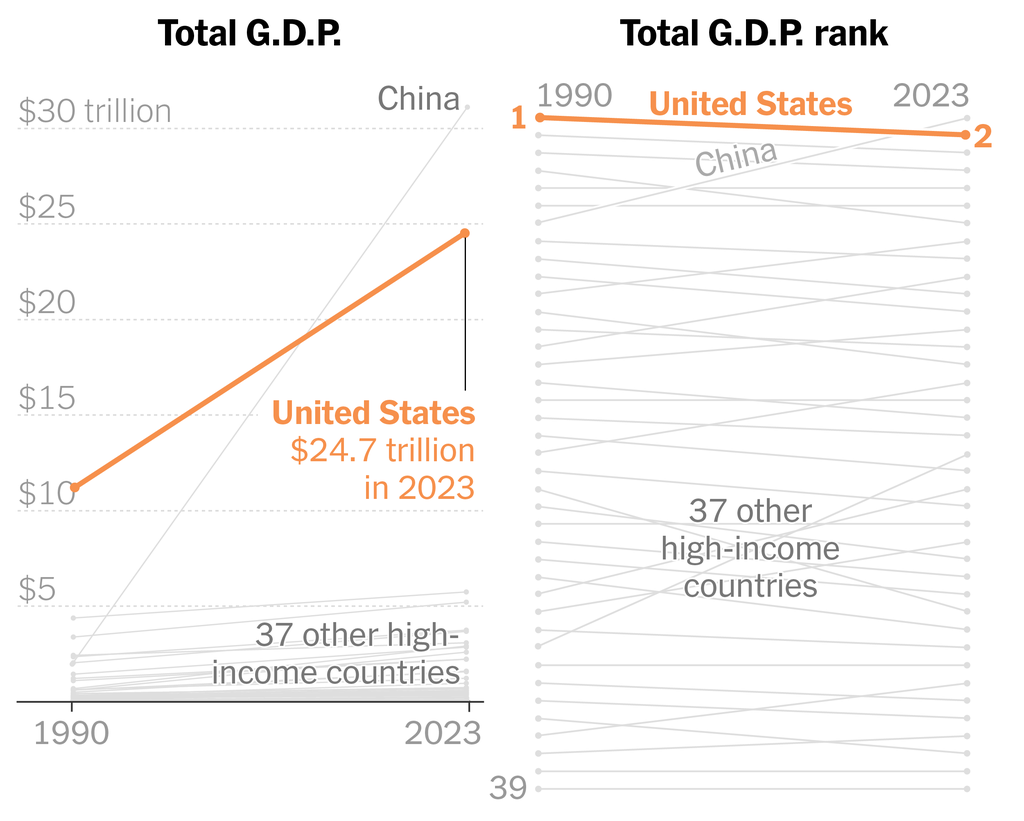 Total G.D.P.
$30 trillion
China
$25
$20
$15
United States
$24.7 trillion
in 2023
$10
$5
37 other high-
income countries
1990
2023
Total G.D.P. rank
1990
United States
2023
1
2
China
37 other
high-income
countries
39